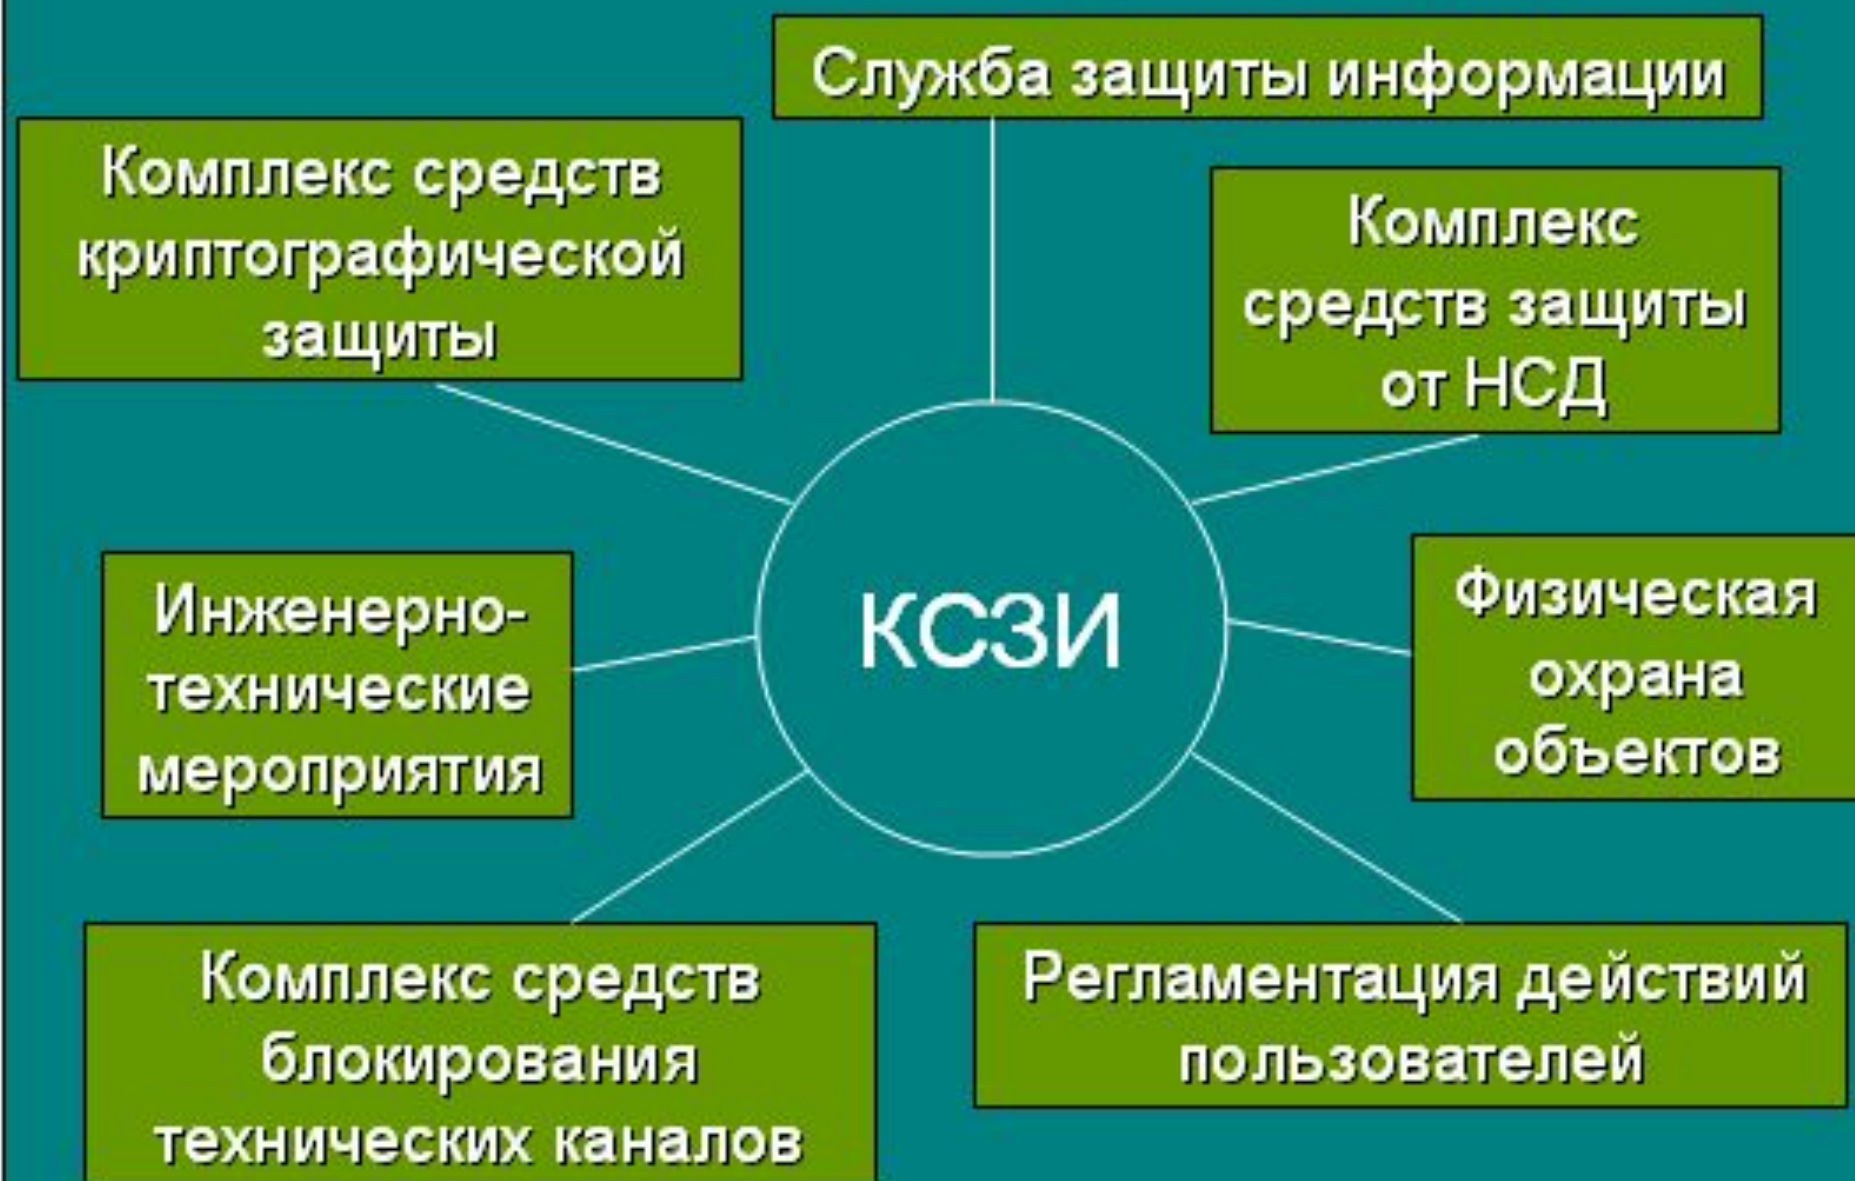 Служба защиты информации
Комплекс средств
криптографической
защиты
Комплекс
средств защиты
от НСД
КСЗИ
Инженерно-
технические
мероприятия
Физическая
охрана
объектов
Комплекс средств
блокирования
технических каналов
Регламентация действий
пользователей